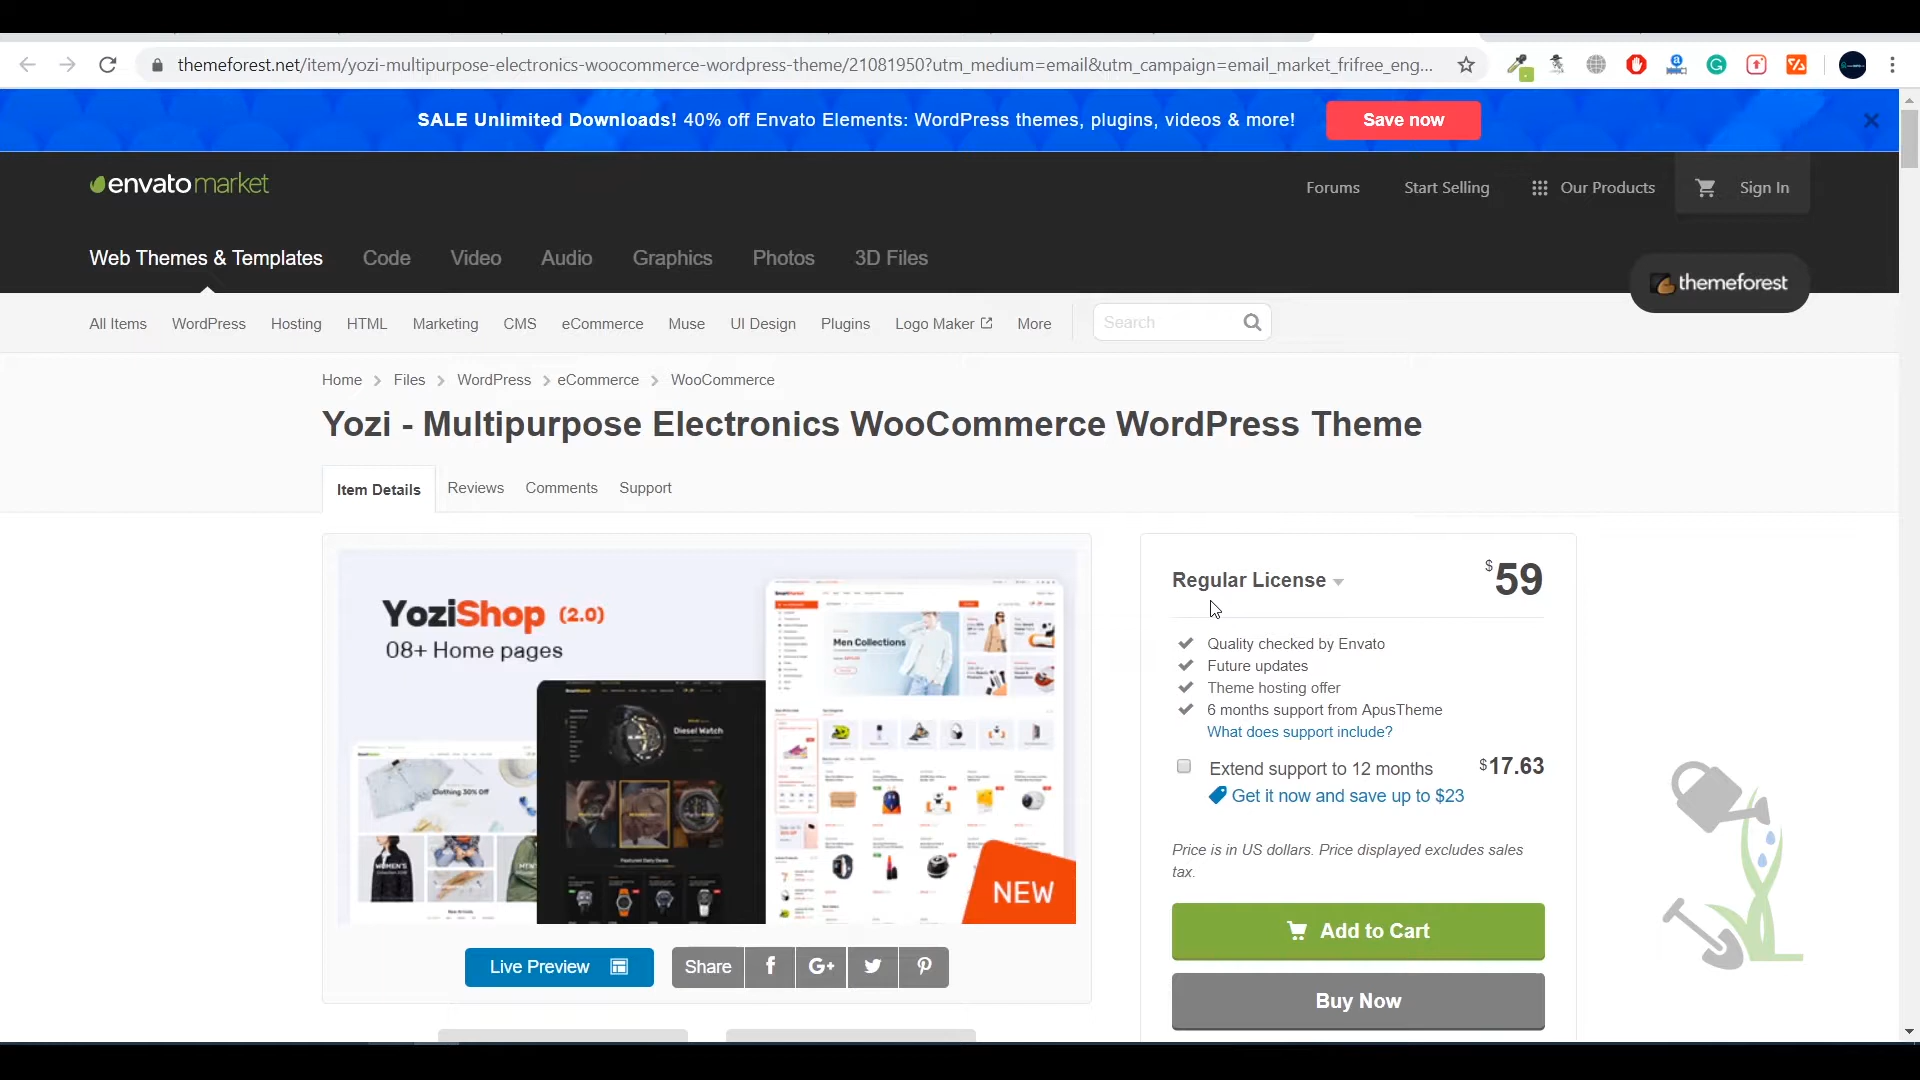 themeforest.net/item/yozi-multipurpose-electronics-woocommerce-wordpress-theme/21081950?utm_medium=email&utm_campaign=email_market_frifree_eng...
SALE Unlimited Downloads! 40% off Envato Elements: WordPress themes, plugins, videos & more!
Save now
envatomarket
Forums
Start Selling
Our Products
Sign In
Web Themes & Templates
Code
Video
Audio
Graphics
Photos
3D Files
themeforest
All Items
WordPress
Hosting
HTML
Marketing
CMS
eCommerce
Muse
UI Design
Plugins
Logo Maker
More
Search
Home
Files
WordPress
eCommerce
WooCommerce
Yozi - Multipurpose Electronics WooCommerce WordPress Theme
Item Details
Reviews
Comments
Support
YoziShop (2.0)
08+ Home pages
Men Collections
Diesel Watch
Clothing 30% Off
WOMEN'S
Featured Daily Deals
New Arrivals
NEW
Live Preview
Share
f
G+
Regular License
$59
Quality checked by Envato
Future updates
Theme hosting offer
6 months support from ApusTheme
What does support include?
Extend support to 12 months
$17.63
Get it now and save up to $23
Price is in US dollars. Price displayed excludes sales
tax.
Add to Cart
Buy Now